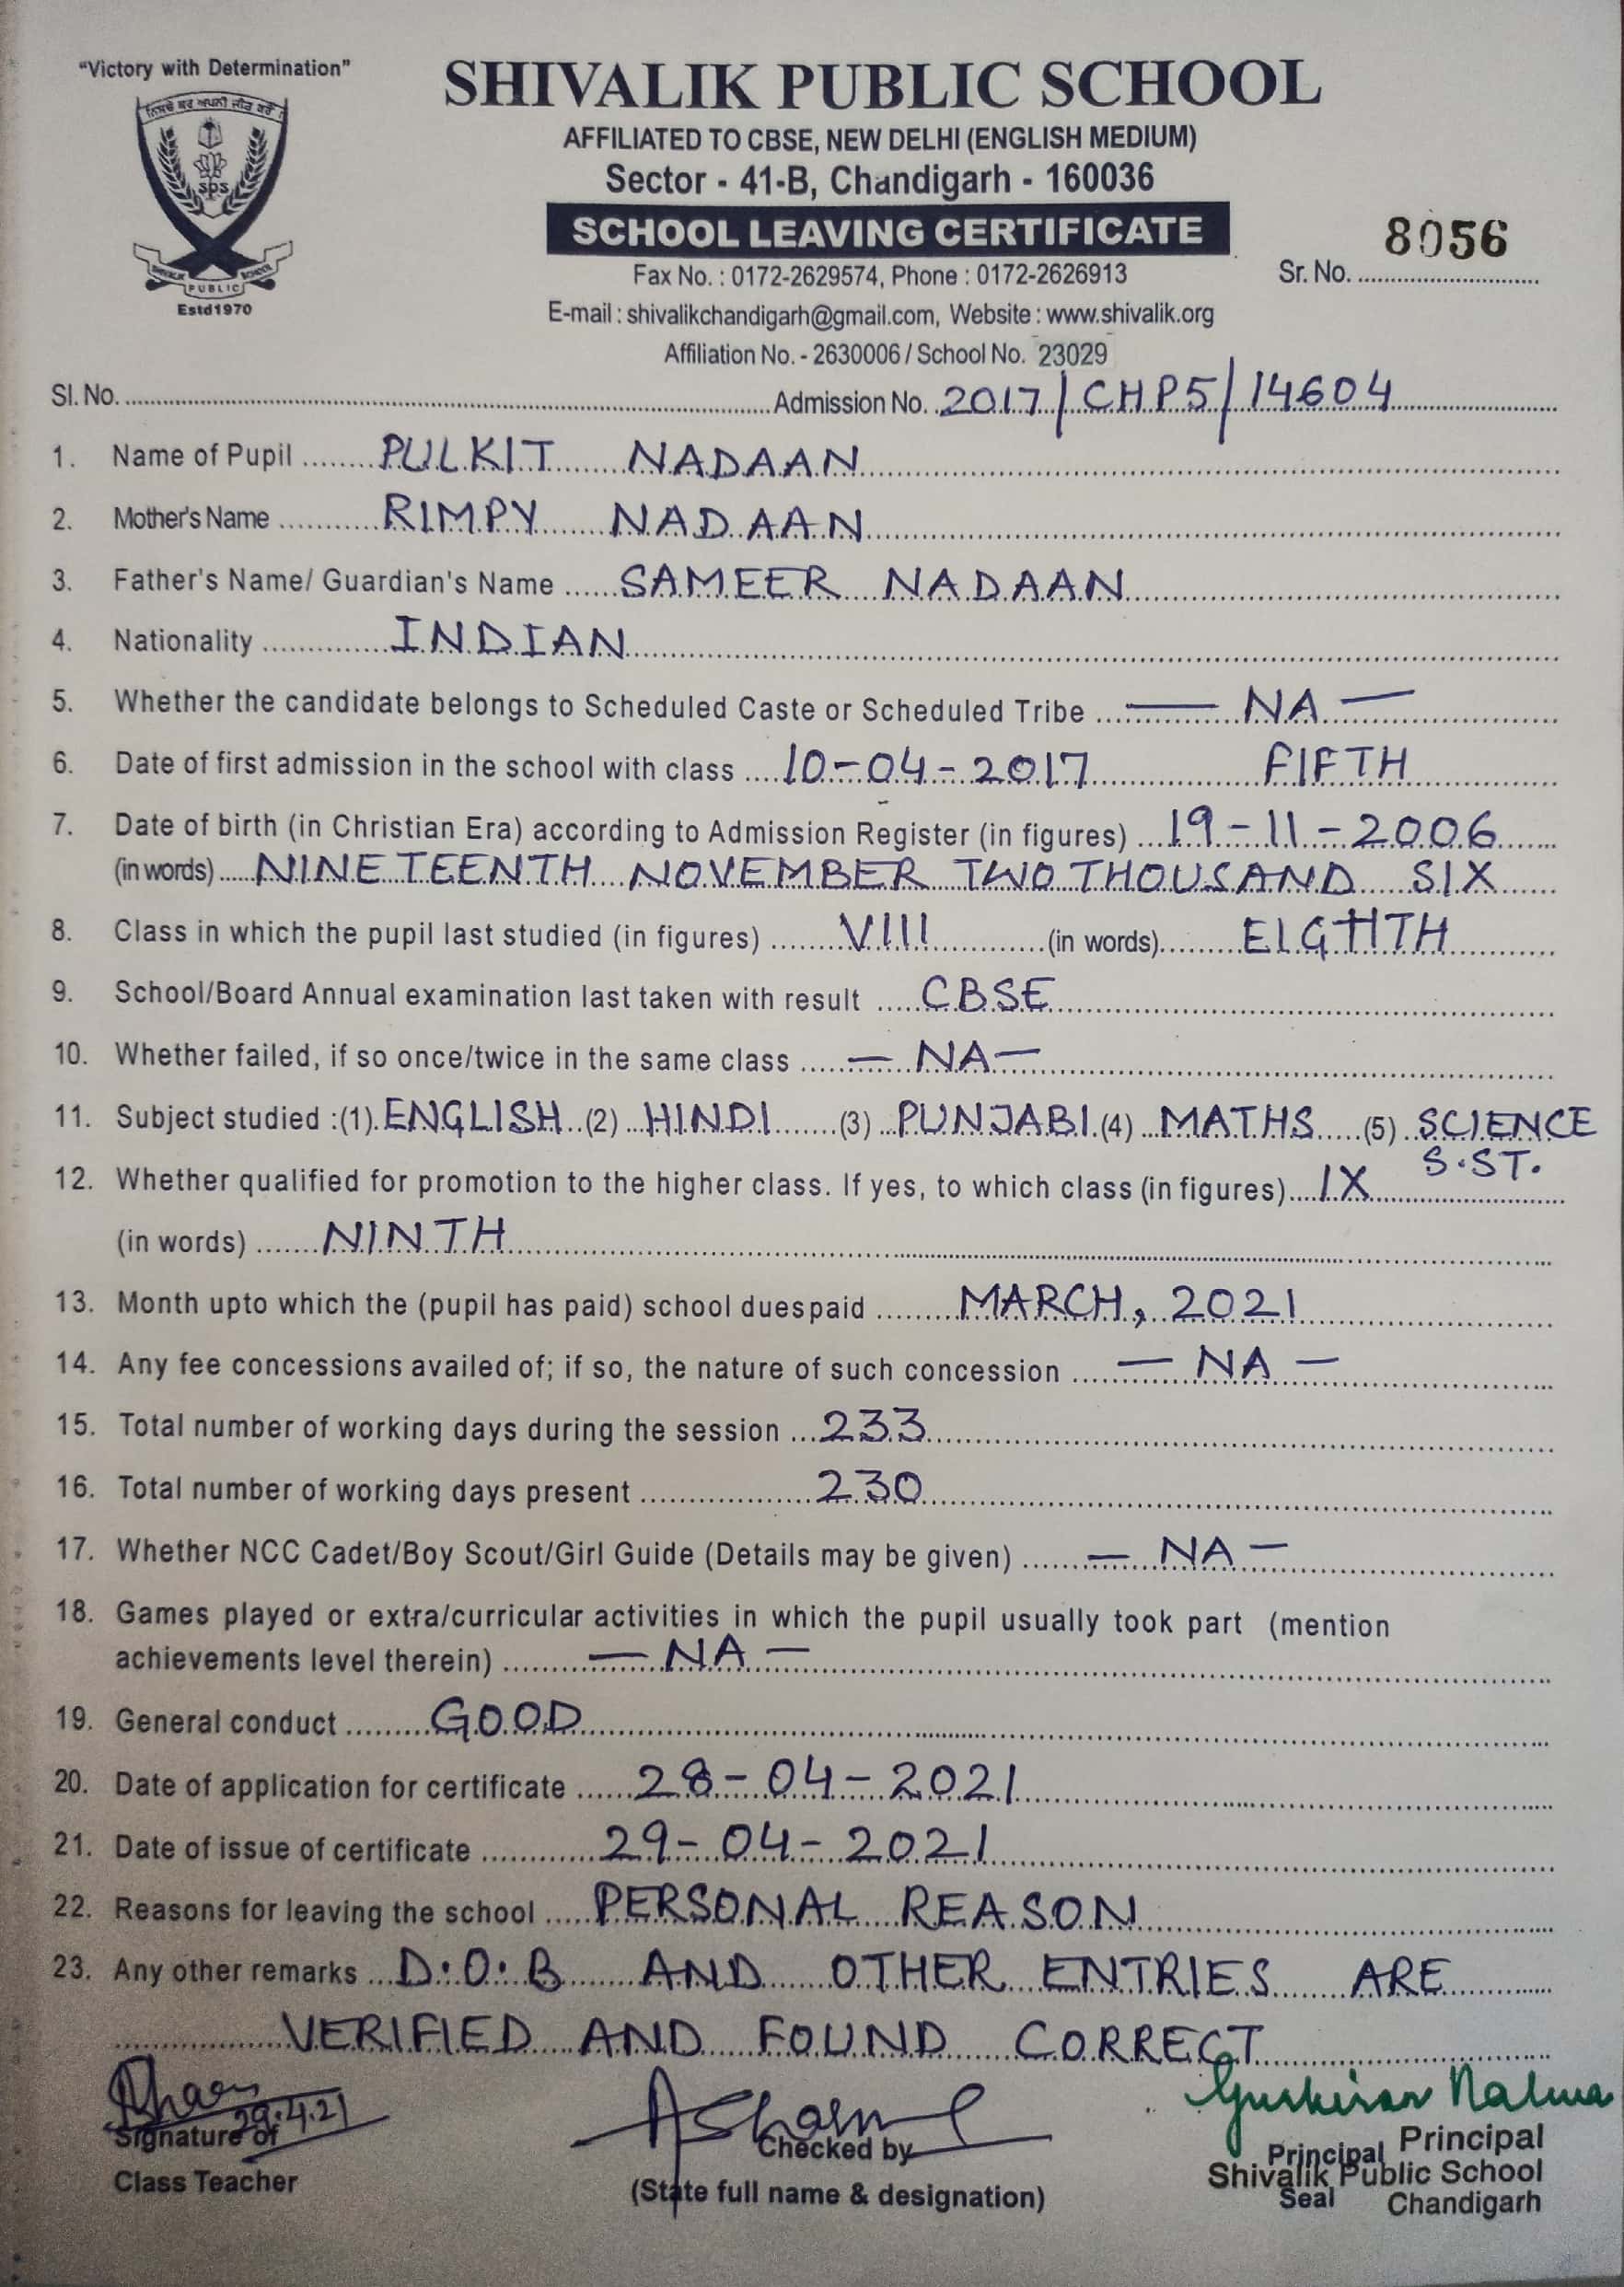 "Victory with Determination"
SHIVALIK PUBLIC SCHOOL
AFFILIATED TO CBSE, NEW DELHI (ENGLISH MEDIUM)
Sector - 41-B, Chandigarh - 160036
SCHOOL LEAVING CERTIFICATE
8056
Fax No. : 0172-2629574, Phone : 0172-2626913
Sr. No.
SPS
SHIVALIK PUBLIC SCHOOL
Estd1970
E-mail : shivalikchandigarh@gmail.com, Website : www.shivalik.org
Affiliation No. - 2630006 / School No. 23029
Sl. No. Admission No. 2017/CHPS/14604
1. Name of Pupil PULKIT NADAAN
2. Mother's Name RIMPY NADAAN
3. Father's Name/ Guardian's Name SAMEER NADAAN
4. Nationality INDIAN
5. Whether the candidate belongs to Scheduled Caste or Scheduled Tribe — NA —
6. Date of first admission in the school with class 10-04-2017 FIFTH
7. Date of birth (in Christian Era) according to Admission Register (in figures) 19-11-2006
(in words) NINETEENTH NOVEMBER TWO THOUSAND SIX
8. Class in which the pupil last studied (in figures) VIII (in words) EIGHTH
9. School/Board Annual examination last taken with result CBSE
10. Whether failed, if so once/twice in the same class — NA —
11. Subject studied :(1) ENGLISH (2) HINDI (3) PUNJABI (4) MATHS (5) SCIENCE
S.ST.
12. Whether qualified for promotion to the higher class. If yes, to which class (in figures) IX
(in words) NINTH
13. Month upto which the (pupil has paid) school duespaid MARCH, 2021
14. Any fee concessions availed of; if so, the nature of such concession — NA —
15. Total number of working days during the session 233
16. Total number of working days present 230
17. Whether NCC Cadet/Boy Scout/Girl Guide (Details may be given) — NA —
18. Games played or extra/curricular activities in which the pupil usually took part (mention
achievements level therein) — NA —
19. General conduct GOOD
20. Date of application for certificate 28-04-2021
21. Date of issue of certificate 29-04-2021
22. Reasons for leaving the school PERSONAL REASON
23. Any other remarks D.O.B AND OTHER ENTRIES ARE
VERIFIED AND FOUND CORRECT
29.4.21
Gurkiran Nalwa
Signature of
Class Teacher
Checked by
(State full name & designation)
Principal
Seal
Principal
Shivalik Public School
Chandigarh